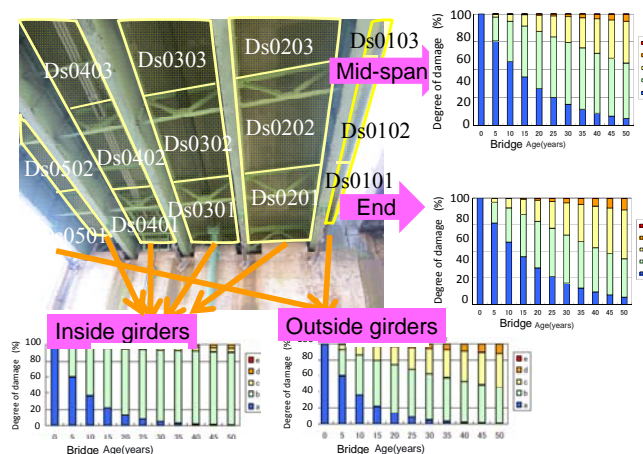 Ds0403
Ds0303
Ds0203
Ds0103
Mid-span
Ds0502
Ds0402
Ds0302
Ds0202
Ds0102
Ds0501
Ds0401
Ds0301
Ds0201
Ds0101
End
Inside girders
Outside girders
Degree of damage (%)
100
80
60
40
20
0
0 5 10 15 20 25 30 35 40 45 50
Bridge Age(years)
Degree of damage (%)
100
80
60
40
20
0
0 5 10 15 20 25 30 35 40 45 50
Bridge Age(years)
Degree of damage (%)
100
80
60
40
20
0
0 5 10 15 20 25 30 35 40 45 50
Bridge Age(years)
e
d
c
b
a
Degree of damage (%)
100
80
60
40
20
0
0 5 10 15 20 25 30 35 40 45 50
Bridge Age(years)
e
d
c
b
a